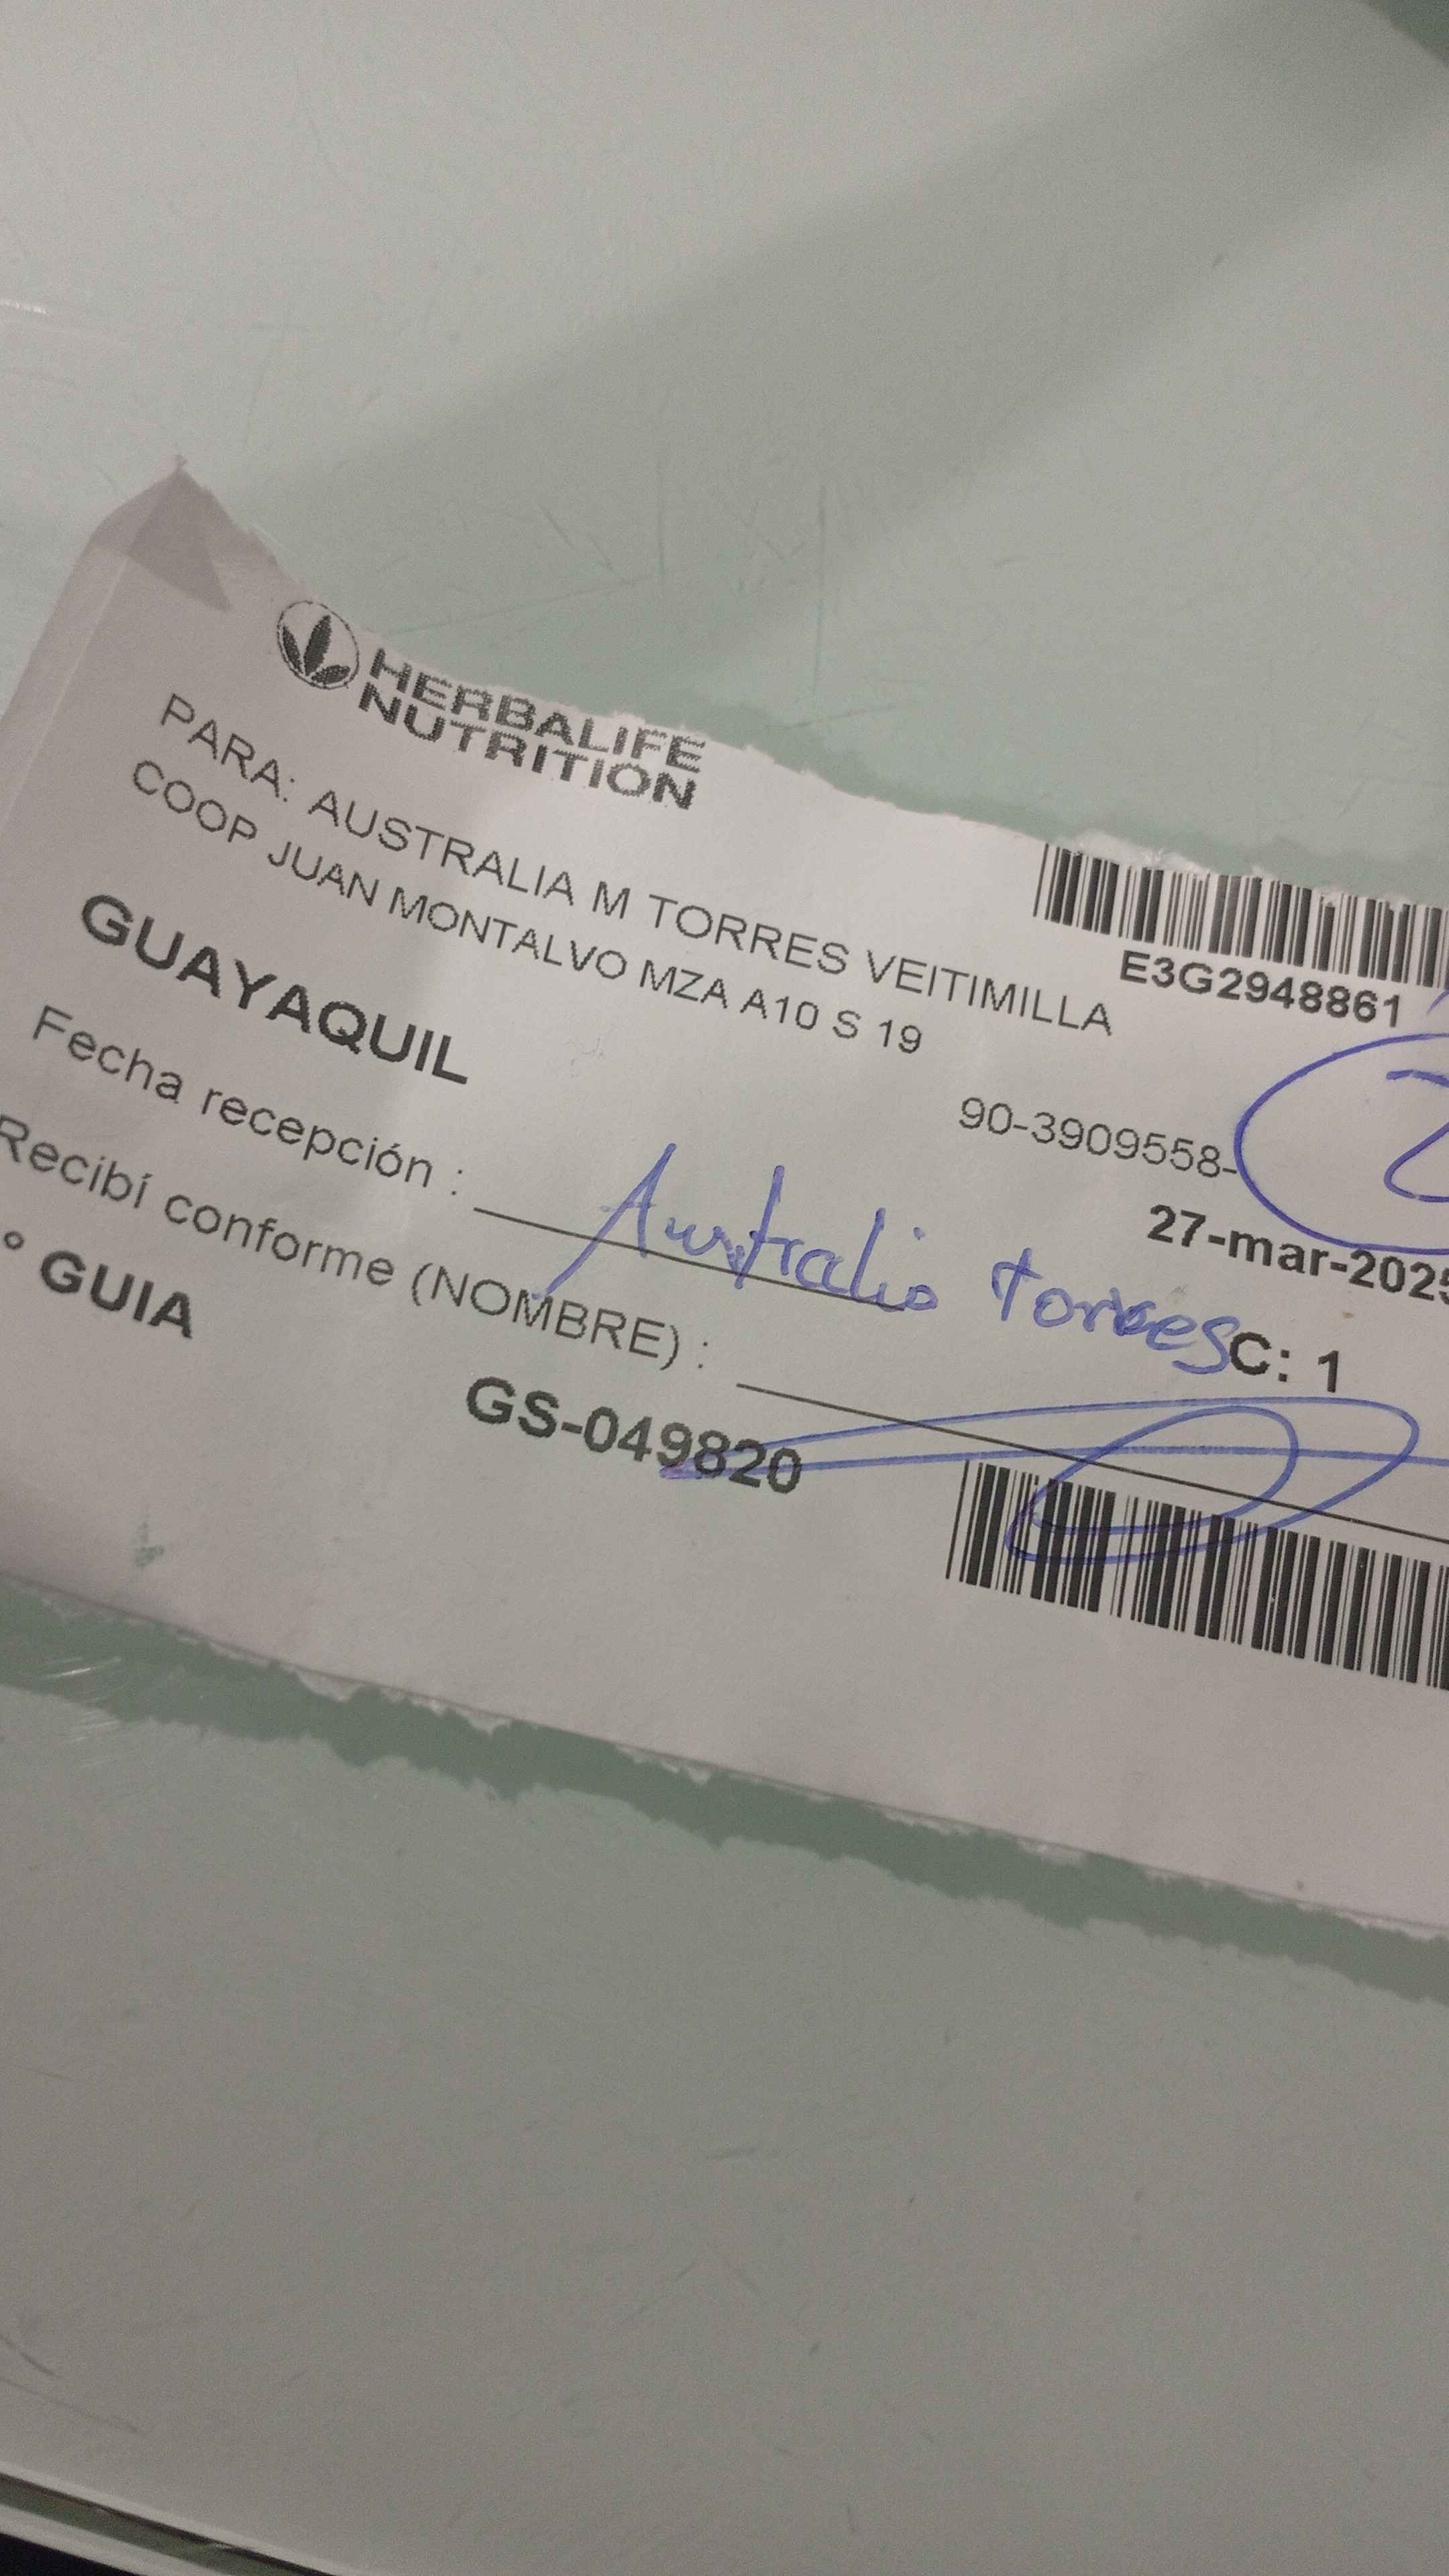 HERBALIFE
NUTRITION
PARA: AUSTRALIA M TORRES VEITIMILLA
COOP JUAN MONTALVO MZA A10 S 19
E3G2948861
GUAYAQUIL
90-3909558-
2
27-mar-2025
Fecha recepción :
Australia Torres
C: 1
Recibí conforme (NOMBRE) :
° GUIA
GS-049820